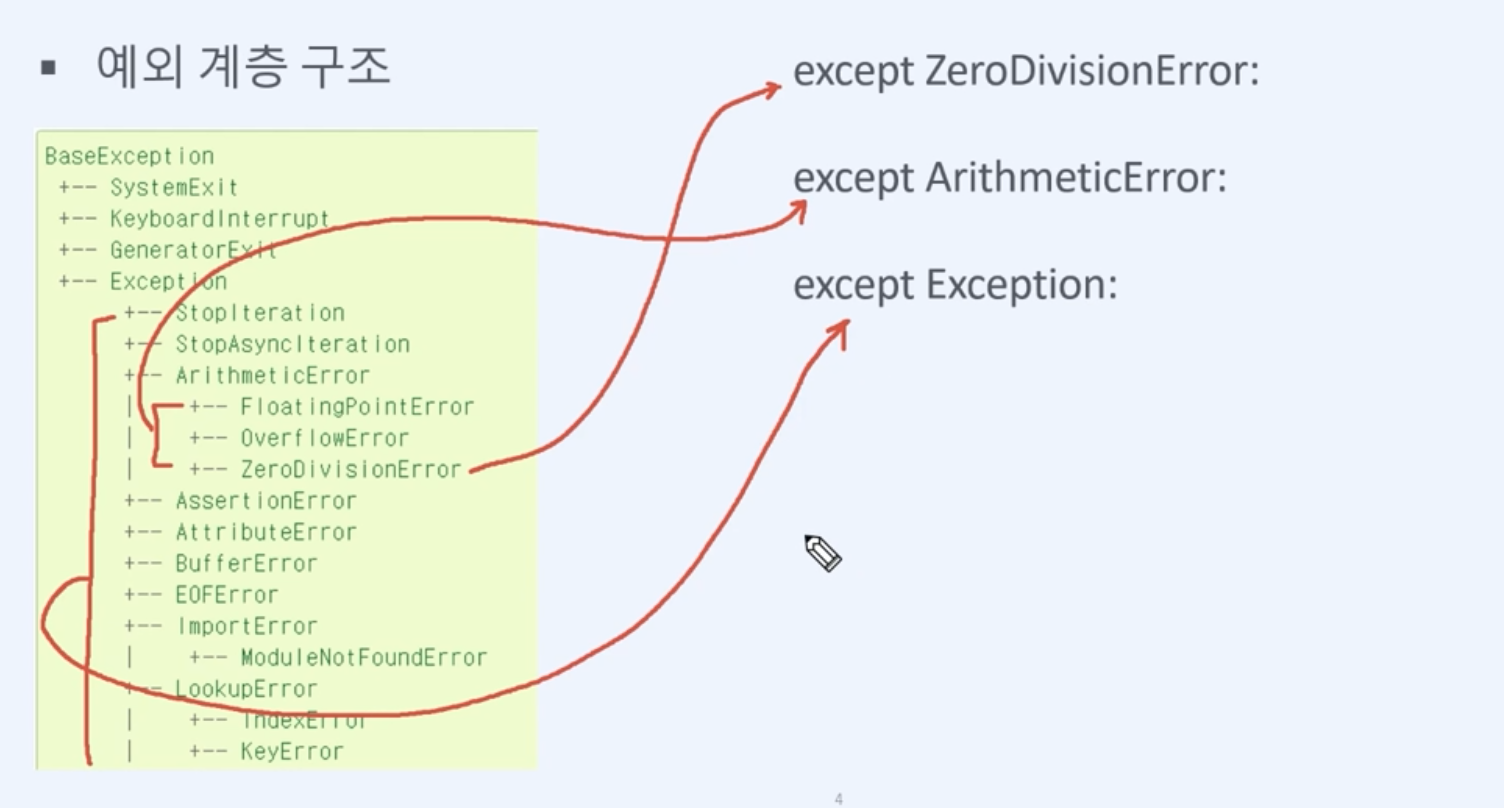 ▪ 예외 계층 구조
BaseException
+-- SystemExit
+-- KeyboardInterrupt
+-- GeneratorExit
+-- Exception
+-- StopIteration
+-- StopAsyncIteration
+-- ArithmeticError
| +-- FloatingPointError
| +-- OverflowError
| +-- ZeroDivisionError
+-- AssertionError
+-- AttributeError
+-- BufferError
+-- EOFError
+-- ImportError
| +-- ModuleNotFoundError
+-- LookupError
| +-- IndexError
| +-- KeyError
except ZeroDivisionError:
except ArithmeticError:
except Exception:
4